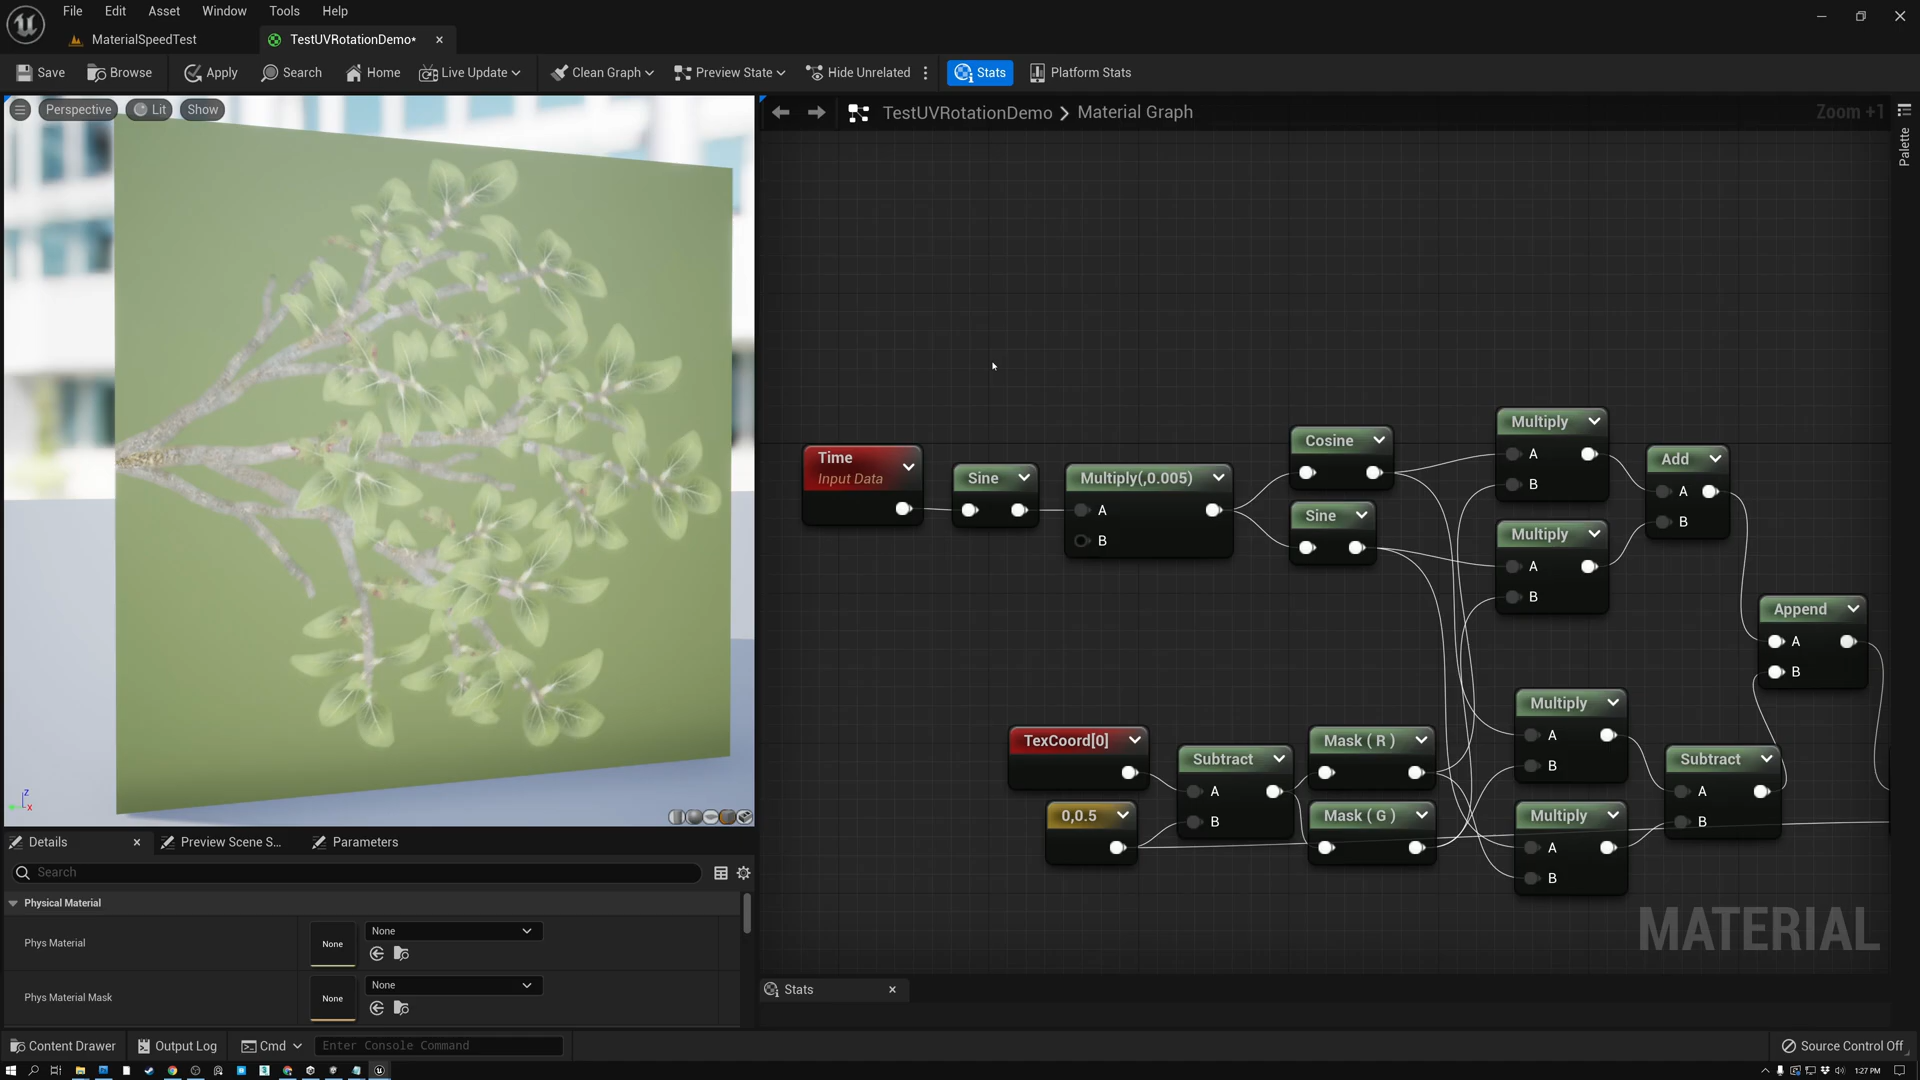 File Edit Asset Window Tools Help
MaterialSpeedTest
TestUVRotationDemo*
Save Browse Apply Search Home Live Update Clean Graph Preview State Hide Unrelated Stats Platform Stats
Perspective Lit Show
TestUVRotationDemo Material Graph
Zoom +1
Palette
Time
Input Data
Sine
Multiply(,0.005)
A
B
Cosine
Sine
Multiply
A
B
Multiply
A
B
Add
A
B
Append
A
B
TexCoord[0]
0,0.5
Subtract
A
B
Mask ( R )
Mask ( G )
Multiply
A
B
Multiply
A
B
Subtract
A
B
MATERIAL
z
x
Details
Preview Scene S...
Parameters
Search
Physical Material
Phys Material
None
None
Phys Material Mask
None
None
Stats
Content Drawer Output Log Cmd Enter Console Command
Source Control Off
1:27 PM